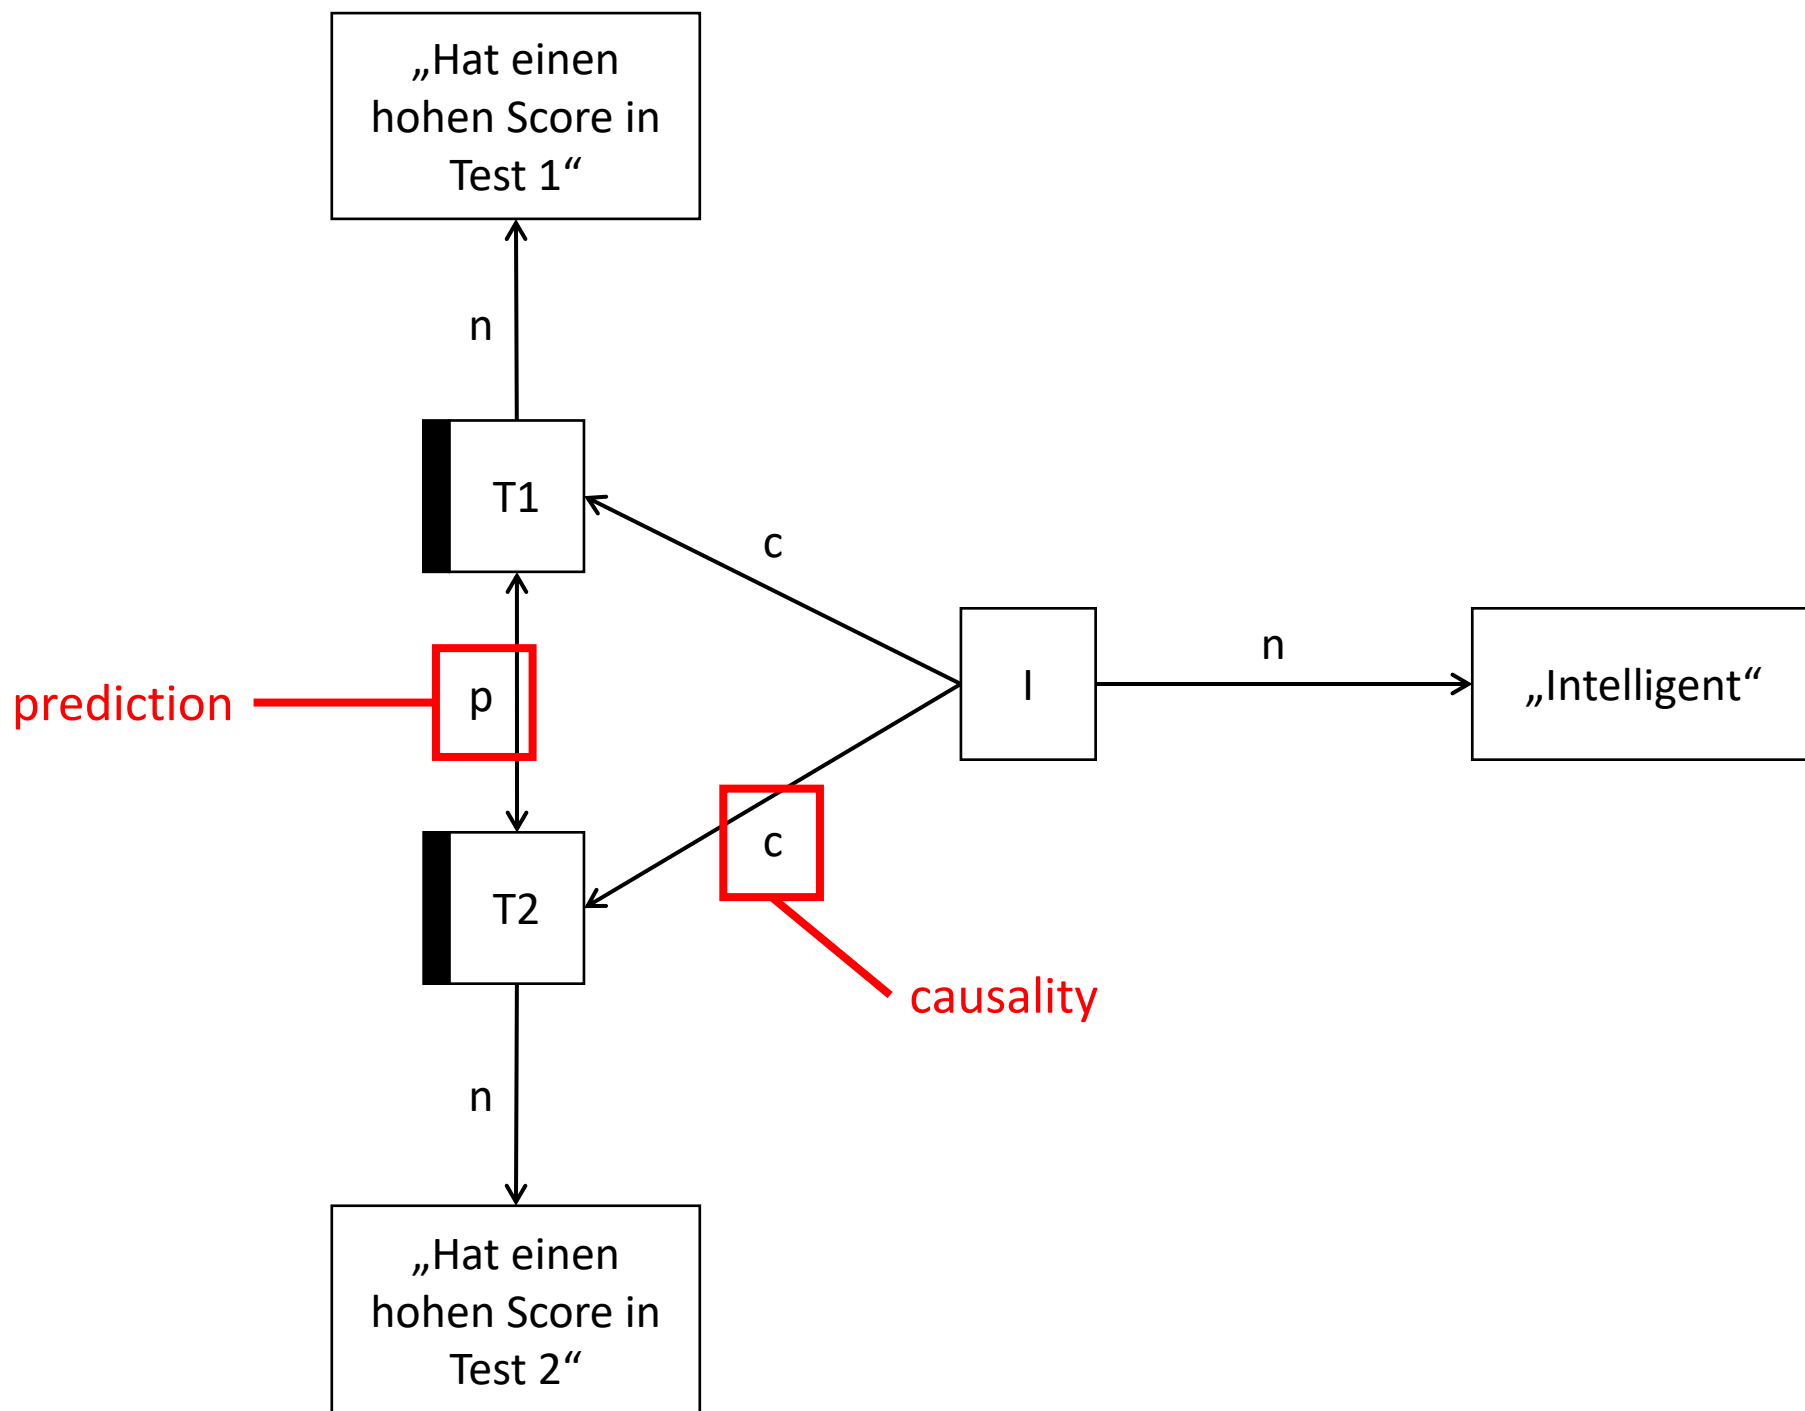 „Hat einen
hohen Score in
Test 1“
n
T1
c
prediction
p
I
n
„Intelligent“
c
T2
causality
n
„Hat einen
hohen Score in
Test 2“